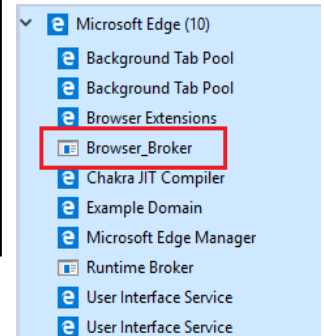 Microsoft Edge (10)
Background Tab Pool
Background Tab Pool
Browser Extensions
Browser_Broker
Chakra JIT Compiler
Example Domain
Microsoft Edge Manager
Runtime Broker
User Interface Service
User Interface Service